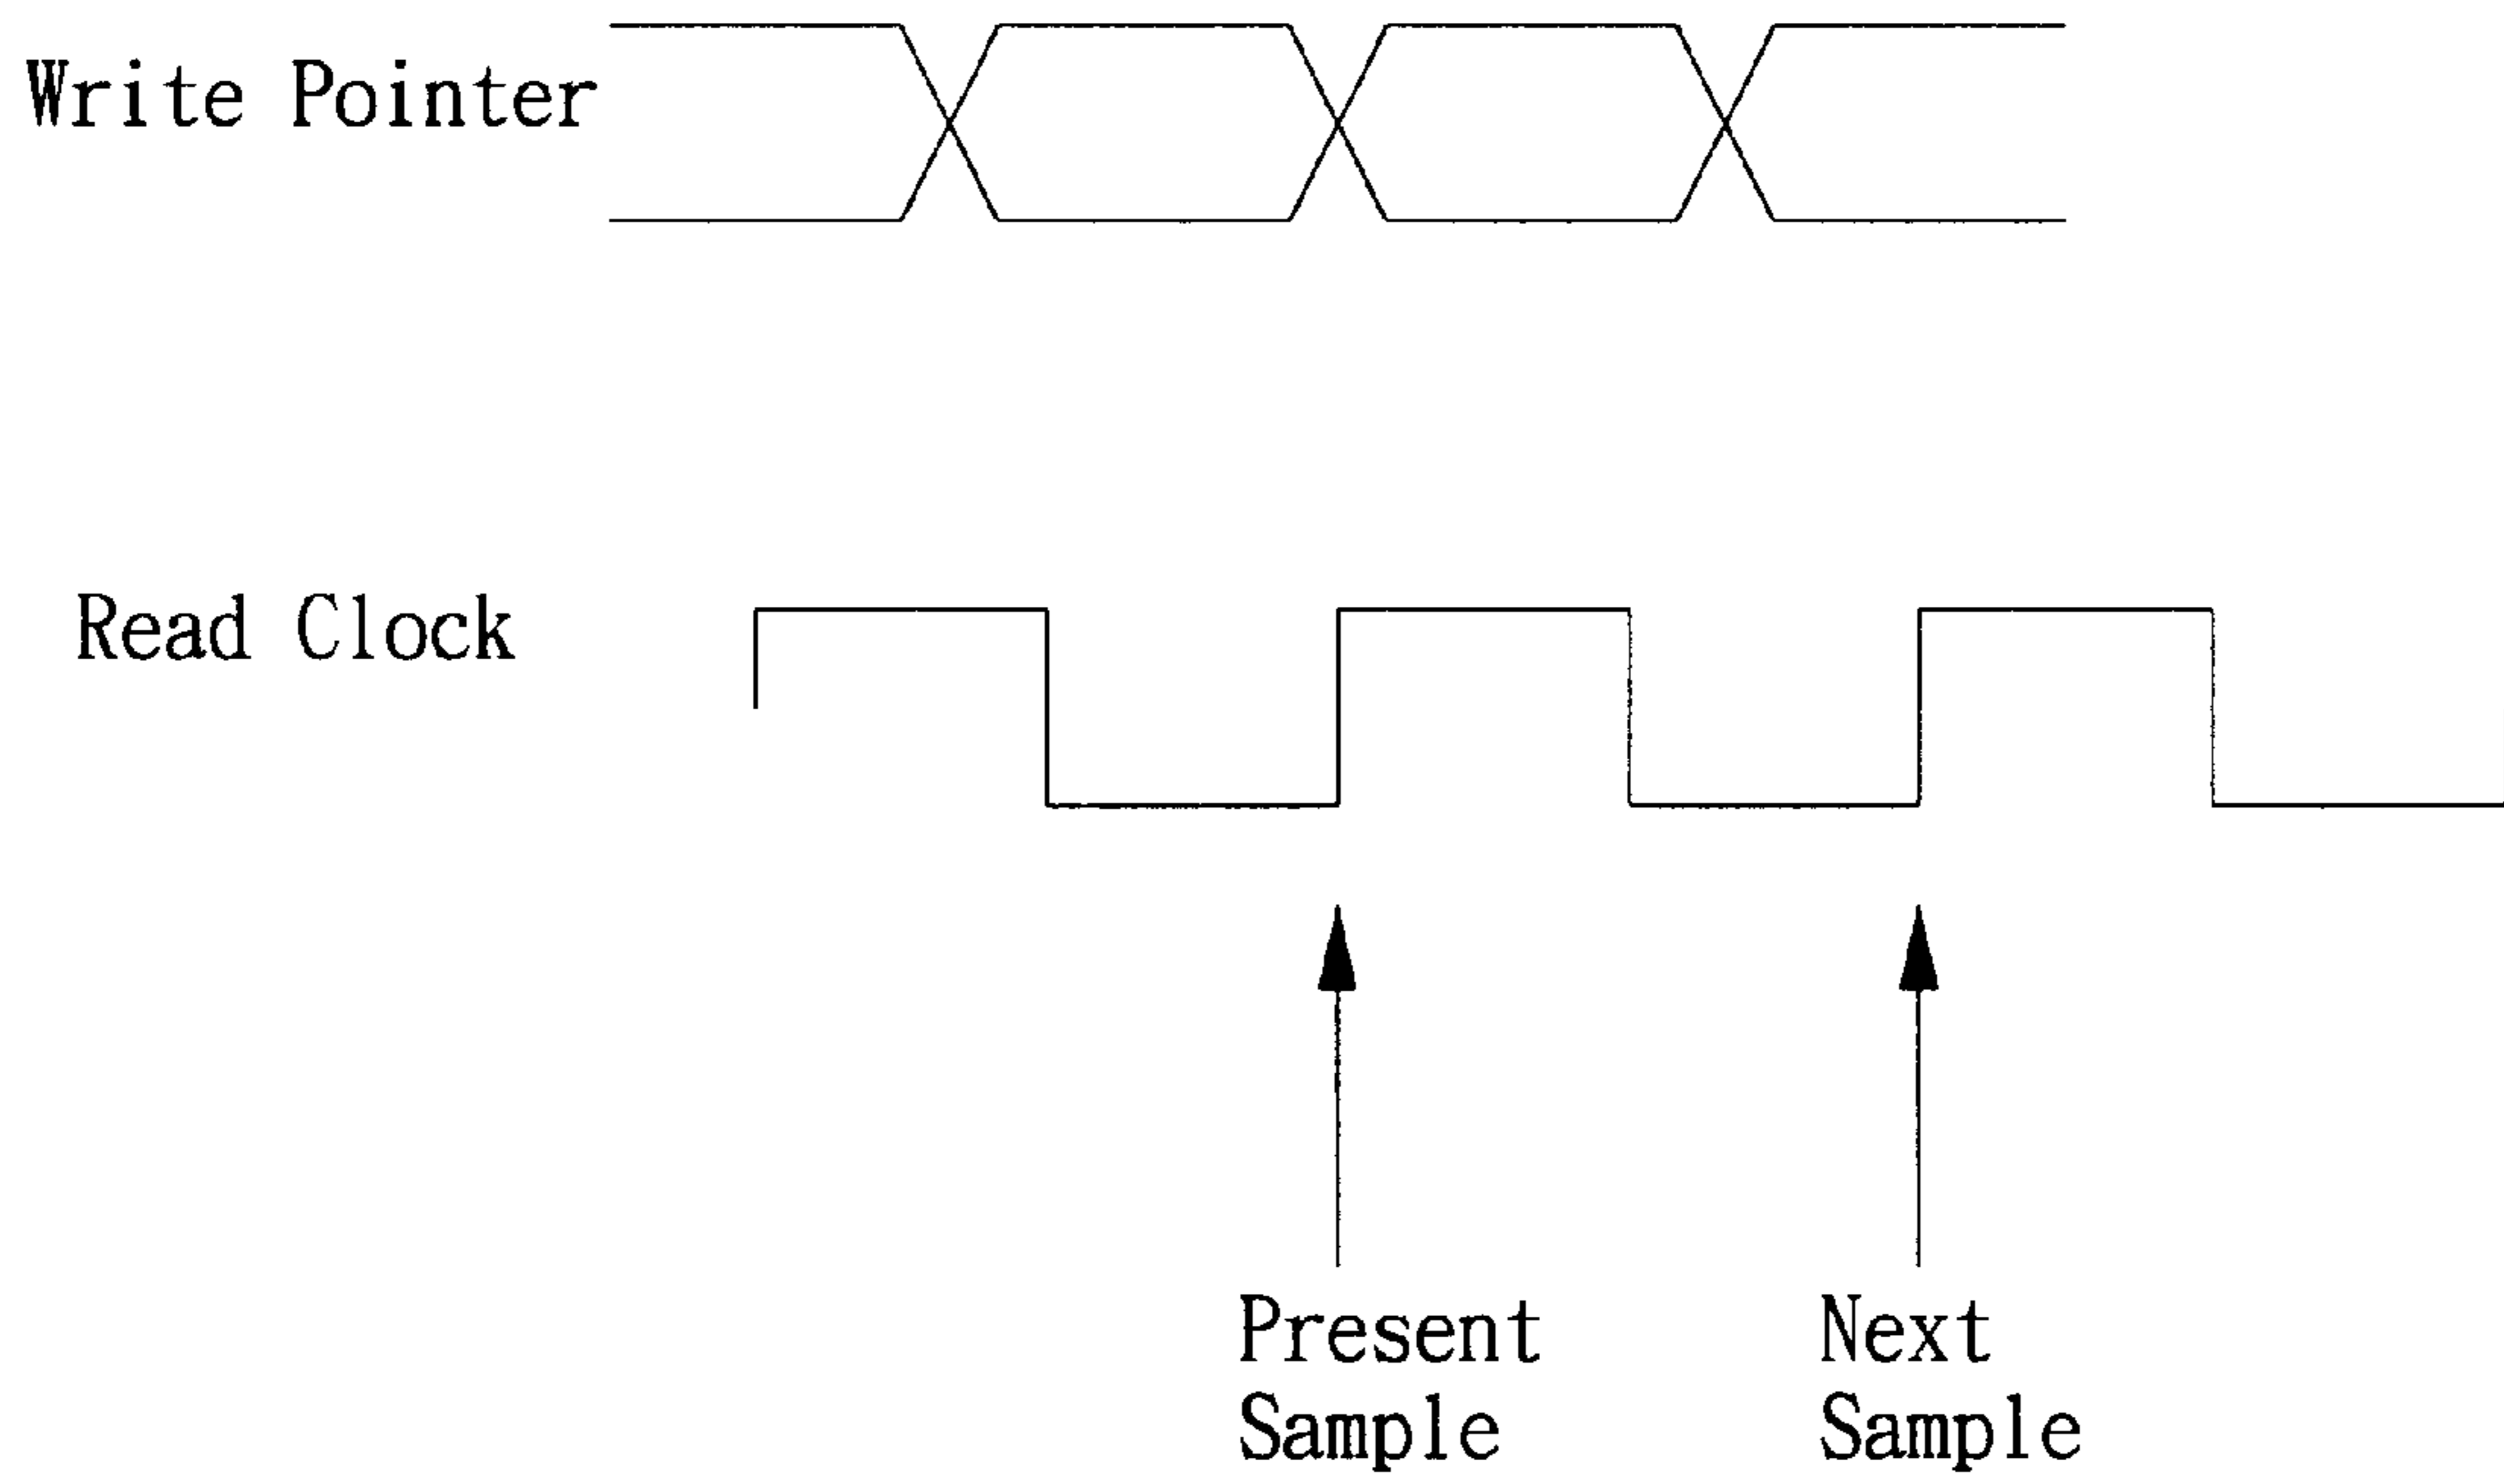 Write Pointer
Read Clock
Present
Sample
Next
Sample